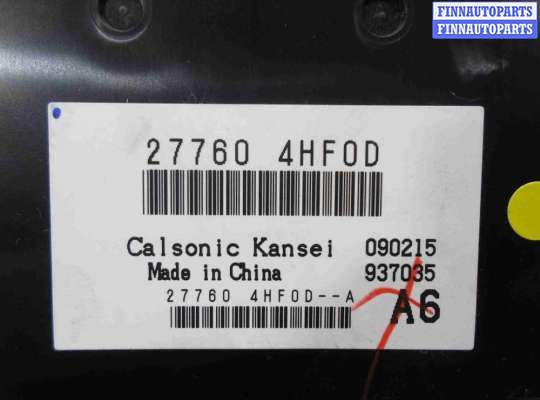 FINNAUTOPARTS
FINNAUTOPARTS
27760 4HF0D
Calsonic Kansei 090215
Made in China 937035
27760 4HF0D--A
A6